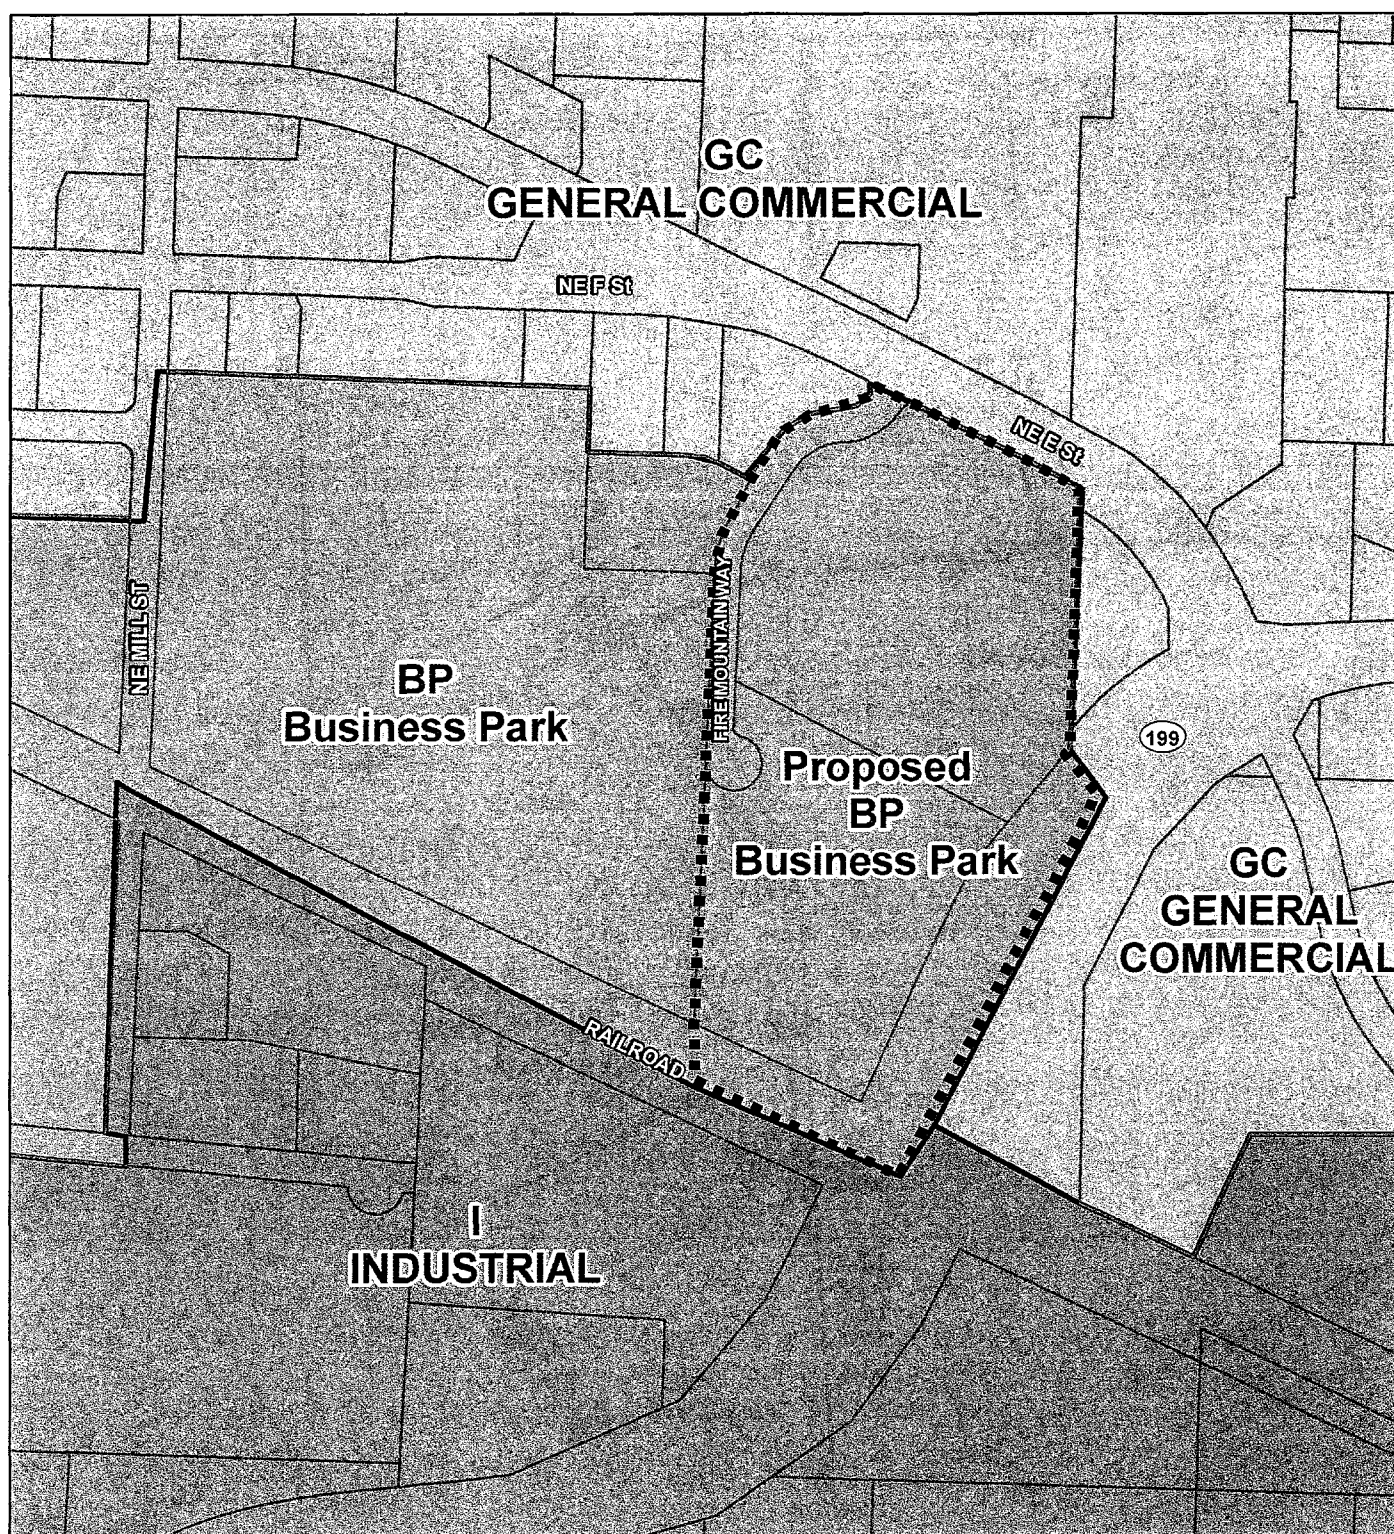 GC
GENERAL COMMERCIAL
NE F St
NE E St
NE MILL ST
FIRE MOUNTAIN WAY
BP
Business Park
199
Proposed
BP
Business Park
GC
GENERAL
COMMERCIAL
RAILROAD
I
INDUSTRIAL